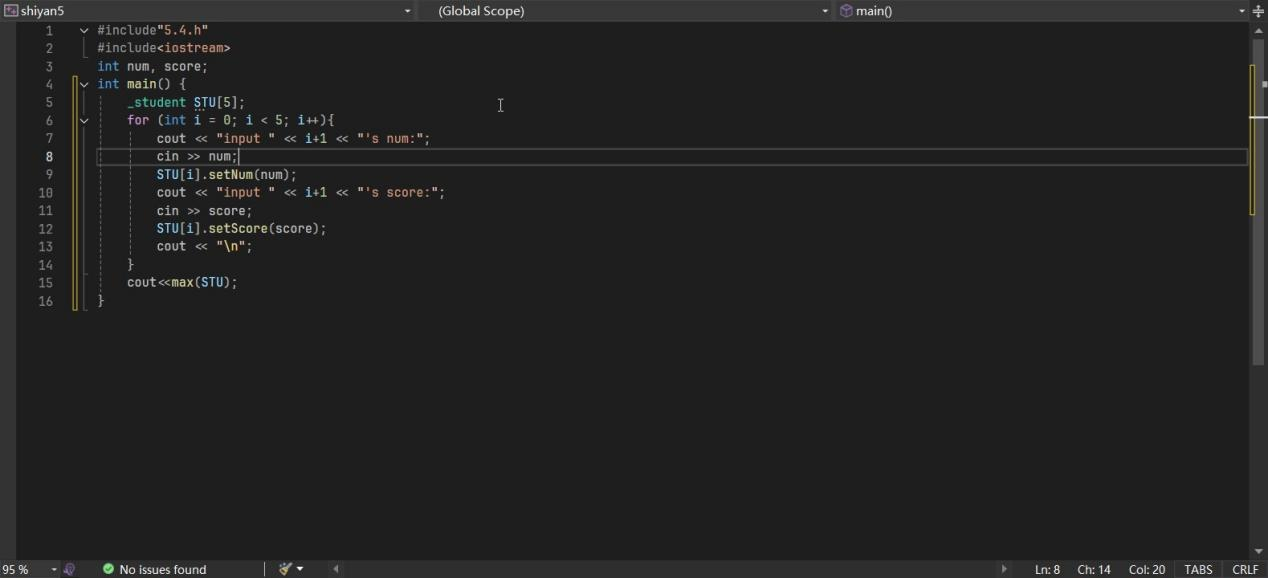 shiyan5 (Global Scope) main()
1 #include"5.4.h"
2 #include<iostream>
3 int num, score;
4 int main() {
5 _student STU[5];
6 for (int i = 0; i < 5; i++){
7 cout << "input " << i+1 << "'s num:";
8 cin >> num;
9 STU[i].setNum(num);
10 cout << "input " << i+1 << "'s score:";
11 cin >> score;
12 STU[i].setScore(score);
13 cout << "\n";
14 }
15 cout<<max(STU);
16 }
95 % No issues found Ln: 8 Ch: 14 Col: 20 TABS CRLF